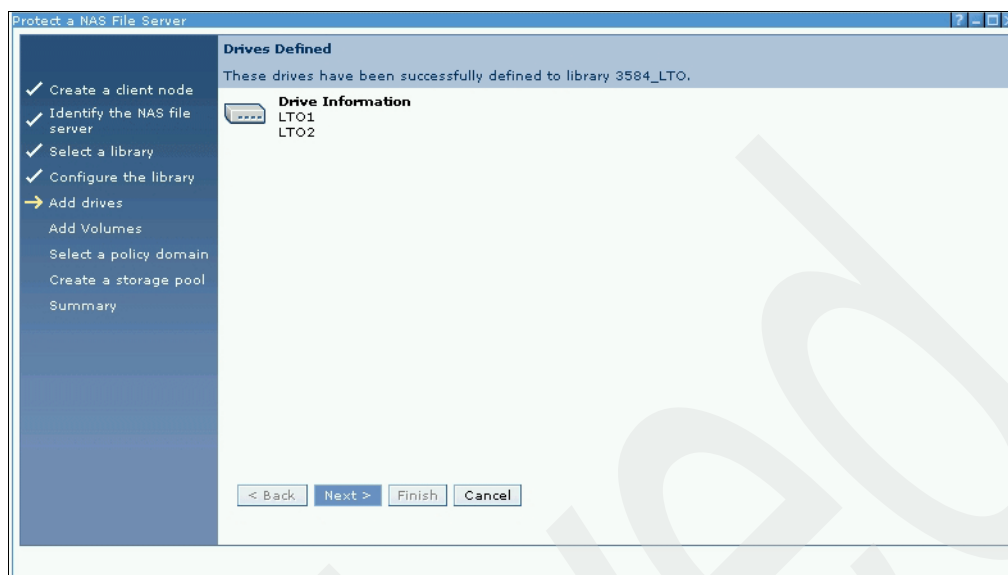 Protect a NAS File Server
Drives Defined
These drives have been successfully defined to library 3584_LTO.
Create a client node
Identify the NAS file
server
Select a library
Configure the library
Add drives
Add Volumes
Select a policy domain
Create a storage pool
Summary
Drive Information
LTO1
LTO2
< Back
Next >
Finish
Cancel